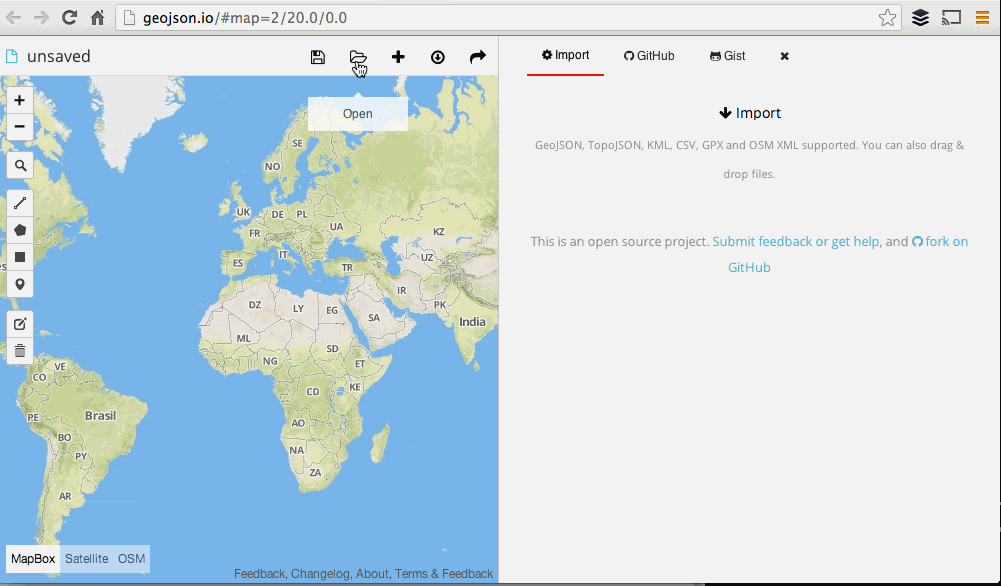 geojson.io/#map=2/20.0/0.0
unsaved
Import
GitHub
Gist
Open
Import
GeoJSON, TopoJSON, KML, CSV, GPX and OSM XML supported. You can also drag &
drop files.
This is an open source project. Submit feedback or get help, and fork on
GitHub
SE
NO
UK
DE
PL
FR
UA
KZ
IT
ES
TR
UZ
DZ
LY
EG
IR
PK
SA
India
ML
NG
SD
ET
VE
CO
CD
KE
PE
Brasil
AO
BO
NA
PY
ZA
AR
MapBox
Satellite
OSM
Feedback, Changelog, About, Terms & Feedback